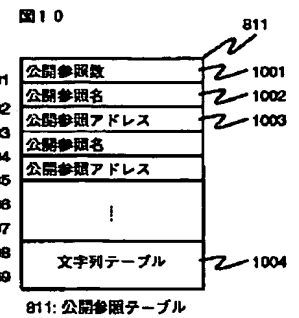 図10
811
公開参照数
1001
公開参照名
1002
公開参照アドレス
1003
公開参照名
公開参照アドレス
文字列テーブル
1004
811: 公開参照テーブル